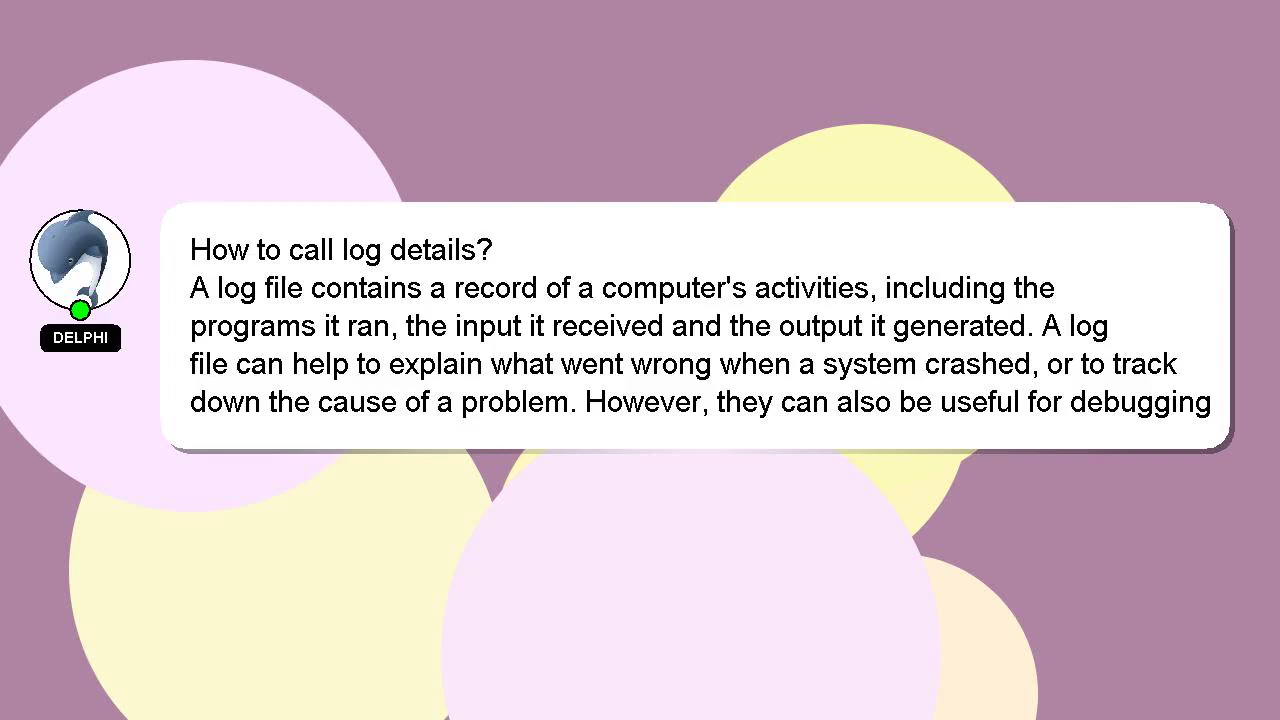 How to call log details?
A log file contains a record of a computer's activities, including the
programs it ran, the input it received and the output it generated. A log
file can help to explain what went wrong when a system crashed, or to track
down the cause of a problem. However, they can also be useful for debugging
DELPHI